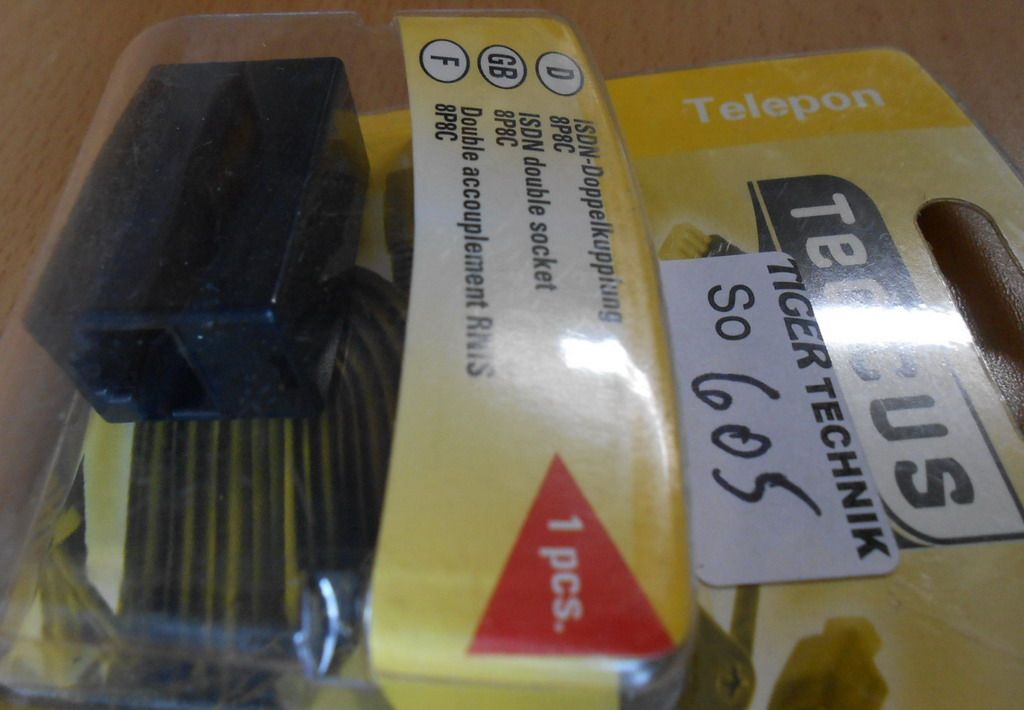 Telepon
TecUS
D
ISDN-Doppelkupplung
8P8C
GB
ISDN double socket
8P8C
F
Double accouplement RNIS
8P8C
1 pcs.
TIGER TECHNIK
So 605